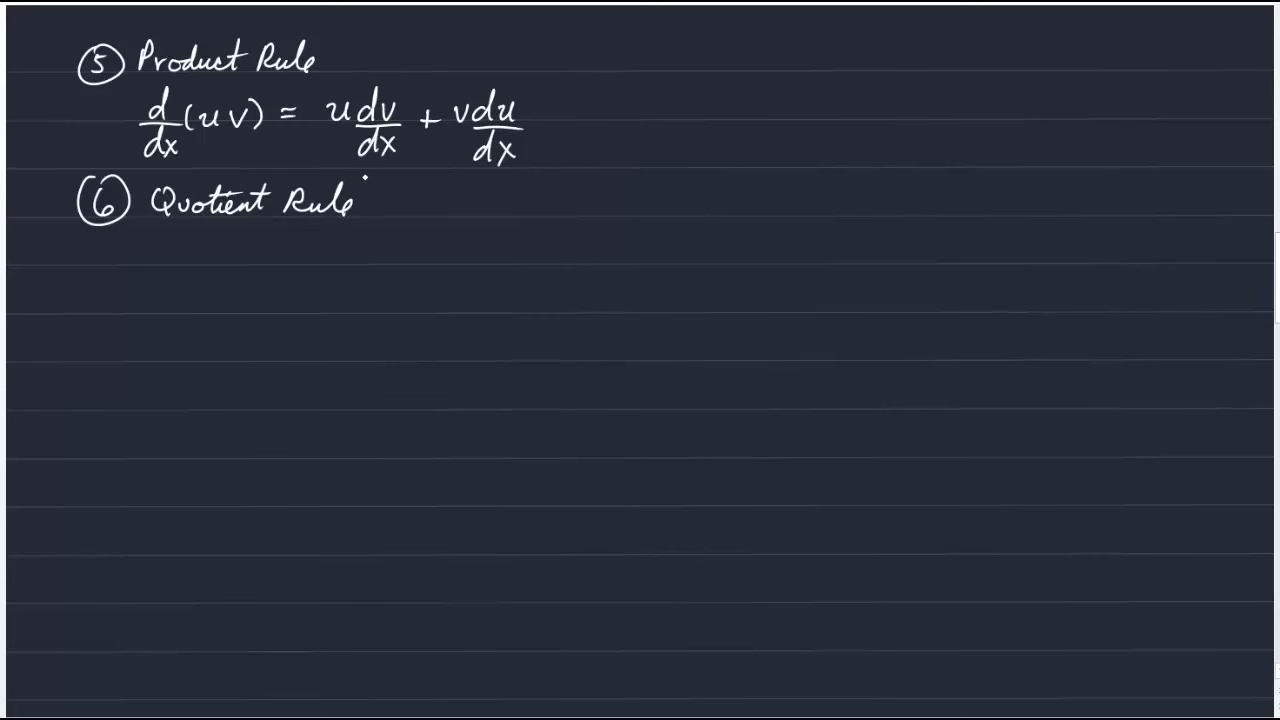 ⑤ Product Rule
d/dx (uv) = u dv/dx + v du/dx
⑥ Quotient Rule